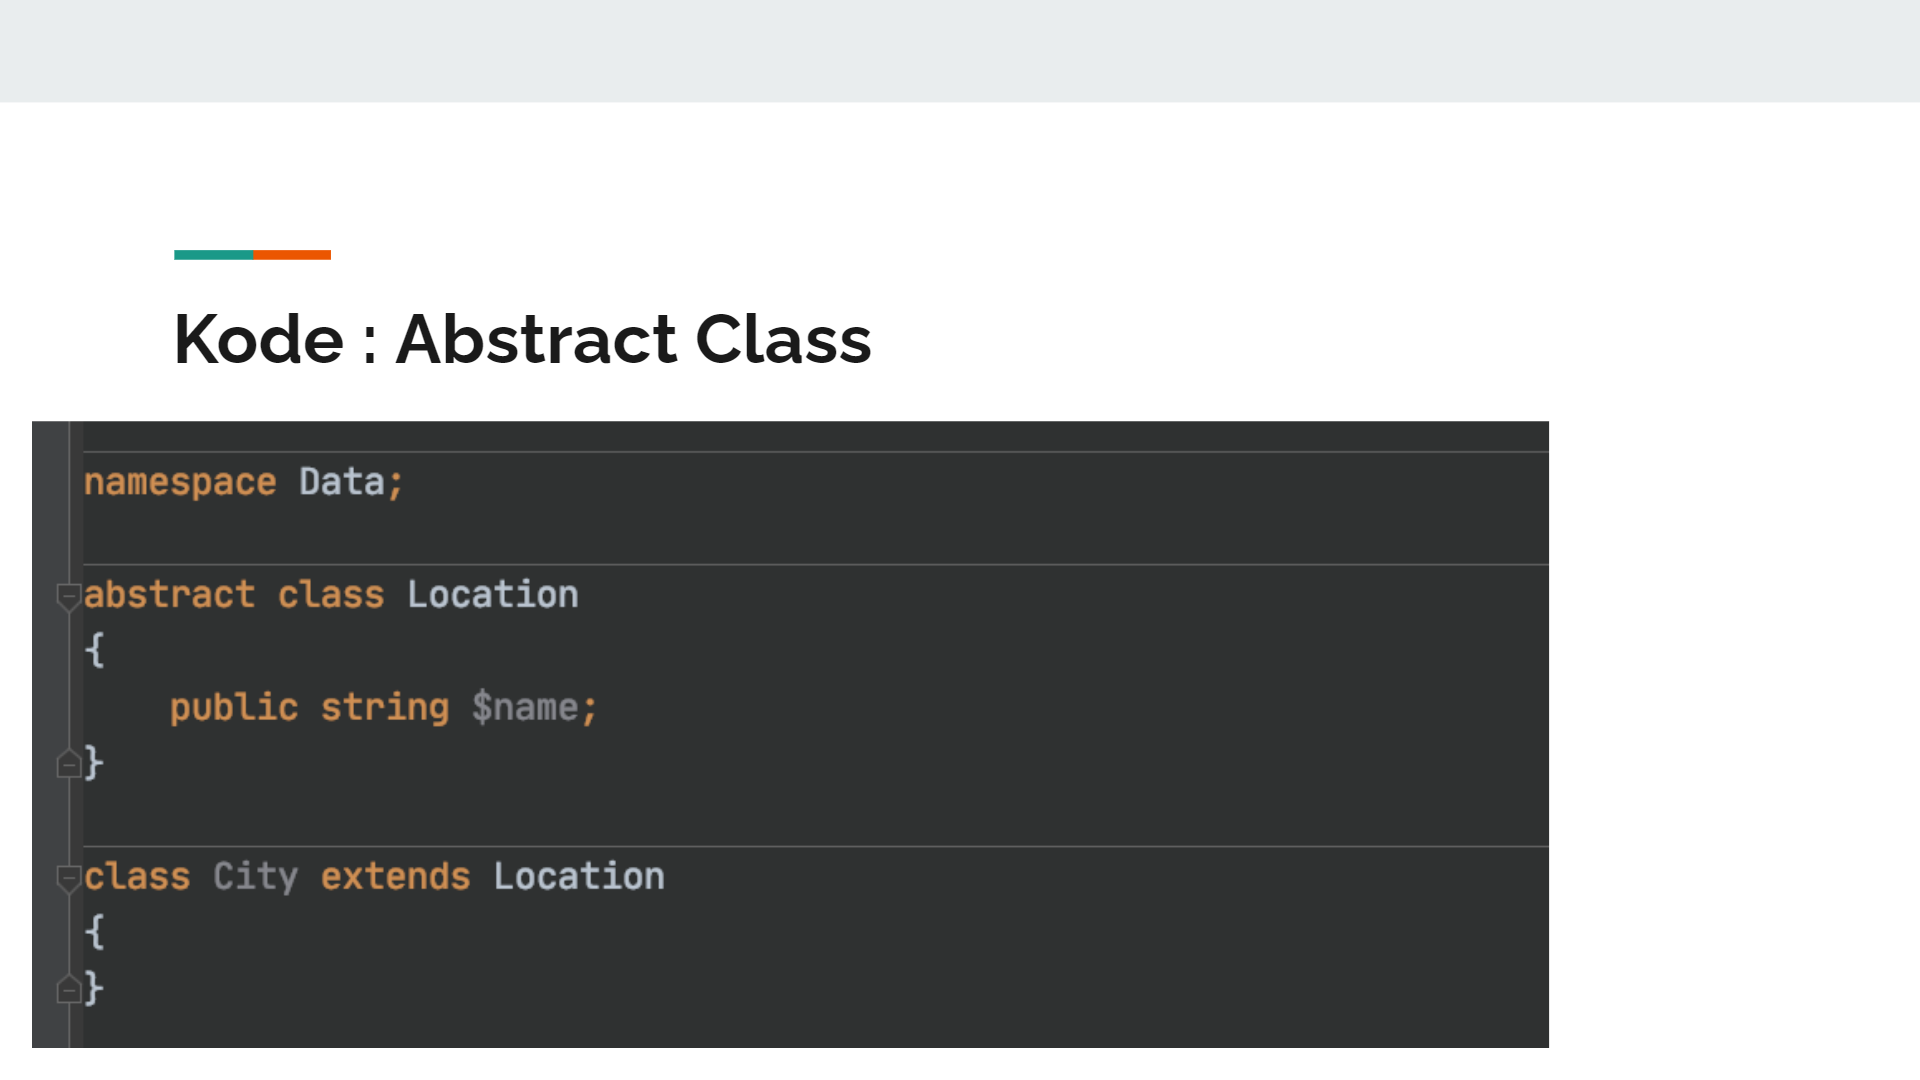 Kode : Abstract Class
namespace Data;
abstract class Location
{
    public string $name;
}
class City extends Location
{
}